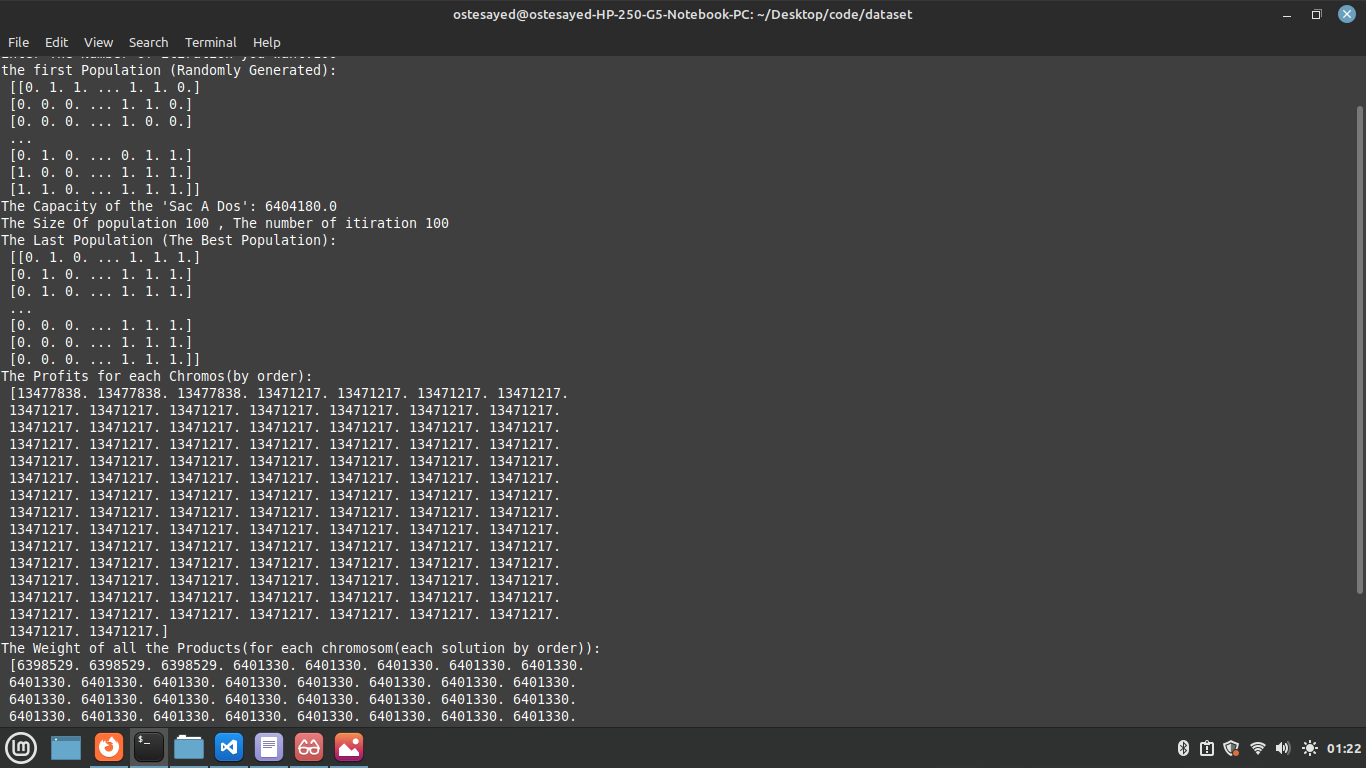 ostesayed@ostesayed-HP-250-G5-Notebook-PC: ~/Desktop/code/dataset
File Edit View Search Terminal Help
the first Population (Randomly Generated):
[[0. 1. 1. ... 1. 1. 0.]
[0. 0. 0. ... 1. 1. 0.]
[0. 0. 0. ... 1. 0. 0.]
...
[0. 1. 0. ... 0. 1. 1.]
[1. 0. 0. ... 1. 1. 1.]
[1. 1. 0. ... 1. 1. 1.]]
The Capacity of the 'Sac A Dos': 6404180.0
The Size Of population 100 , The number of itiration 100
The Last Population (The Best Population):
[[0. 1. 0. ... 1. 1. 1.]
[0. 1. 0. ... 1. 1. 1.]
[0. 1. 0. ... 1. 1. 1.]
...
[0. 0. 0. ... 1. 1. 1.]
[0. 0. 0. ... 1. 1. 1.]
[0. 0. 0. ... 1. 1. 1.]]
The Profits for each Chromos(by order):
[13477838. 13477838. 13477838. 13471217. 13471217. 13471217. 13471217.
13471217. 13471217. 13471217. 13471217. 13471217. 13471217. 13471217.
13471217. 13471217. 13471217. 13471217. 13471217. 13471217. 13471217.
13471217. 13471217. 13471217. 13471217. 13471217. 13471217. 13471217.
13471217. 13471217. 13471217. 13471217. 13471217. 13471217. 13471217.
13471217. 13471217. 13471217. 13471217. 13471217. 13471217. 13471217.
13471217. 13471217. 13471217. 13471217. 13471217. 13471217. 13471217.
13471217. 13471217. 13471217. 13471217. 13471217. 13471217. 13471217.
13471217. 13471217. 13471217. 13471217. 13471217. 13471217. 13471217.
13471217. 13471217. 13471217. 13471217. 13471217. 13471217. 13471217.
13471217. 13471217. 13471217. 13471217. 13471217. 13471217. 13471217.
13471217. 13471217. 13471217. 13471217. 13471217. 13471217. 13471217.
13471217. 13471217. 13471217. 13471217. 13471217. 13471217. 13471217.
13471217. 13471217. 13471217. 13471217. 13471217. 13471217. 13471217.
13471217. 13471217.]
The Weight of all the Products(for each chromosom(each solution by order)):
[6398529. 6398529. 6398529. 6401330. 6401330. 6401330. 6401330. 6401330.
6401330. 6401330. 6401330. 6401330. 6401330. 6401330. 6401330. 6401330.
6401330. 6401330. 6401330. 6401330. 6401330. 6401330. 6401330. 6401330.
6401330. 6401330. 6401330. 6401330. 6401330. 6401330. 6401330. 6401330.
01:22